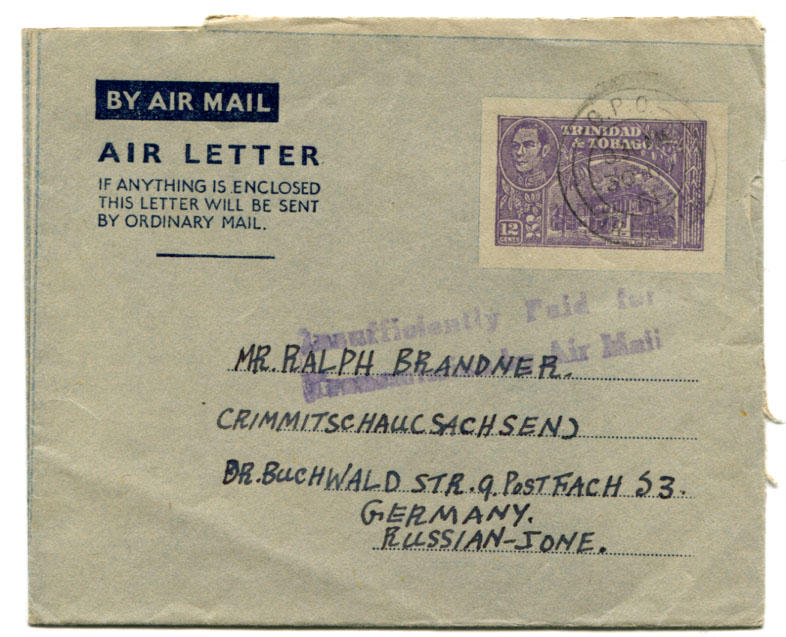 BY AIR MAIL
AIR LETTER
IF ANYTHING IS ENCLOSED
THIS LETTER WILL BE SENT
BY ORDINARY MAIL.
G.P.O.
TRINIDAD
& TOBAGO
12
CENTS
Insufficiently Paid for
by Air Mail
MR. RALPH BRANDNER.
CRIMMITSCHAU(SACHSEN)
DR. BUCHWALD STR. 9. POSTFACH 53.
GERMANY.
RUSSIAN-ZONE.